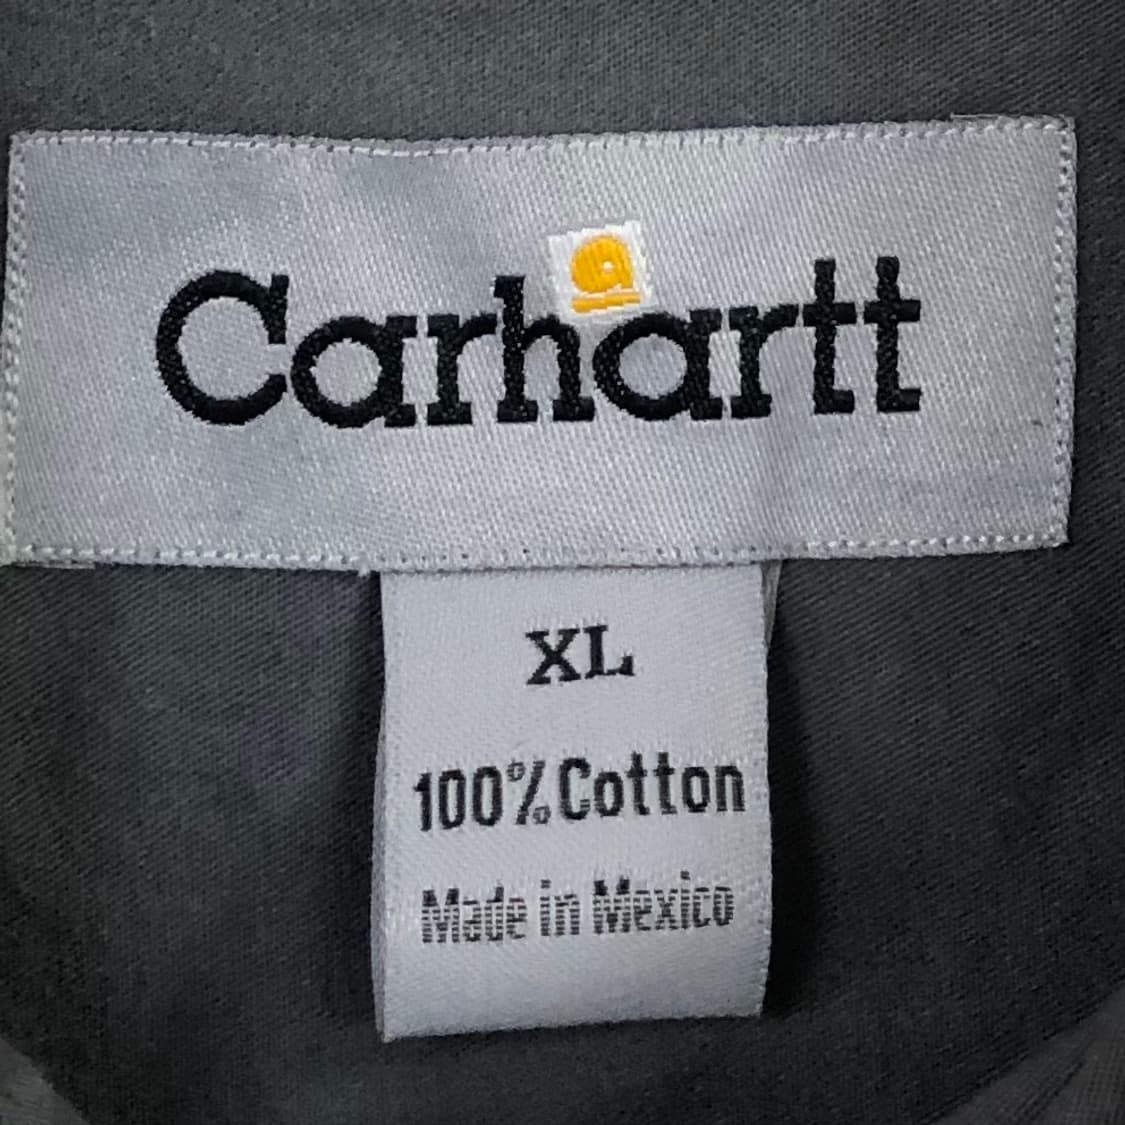 Carhartt
XL
100% Cotton
Made in Mexico